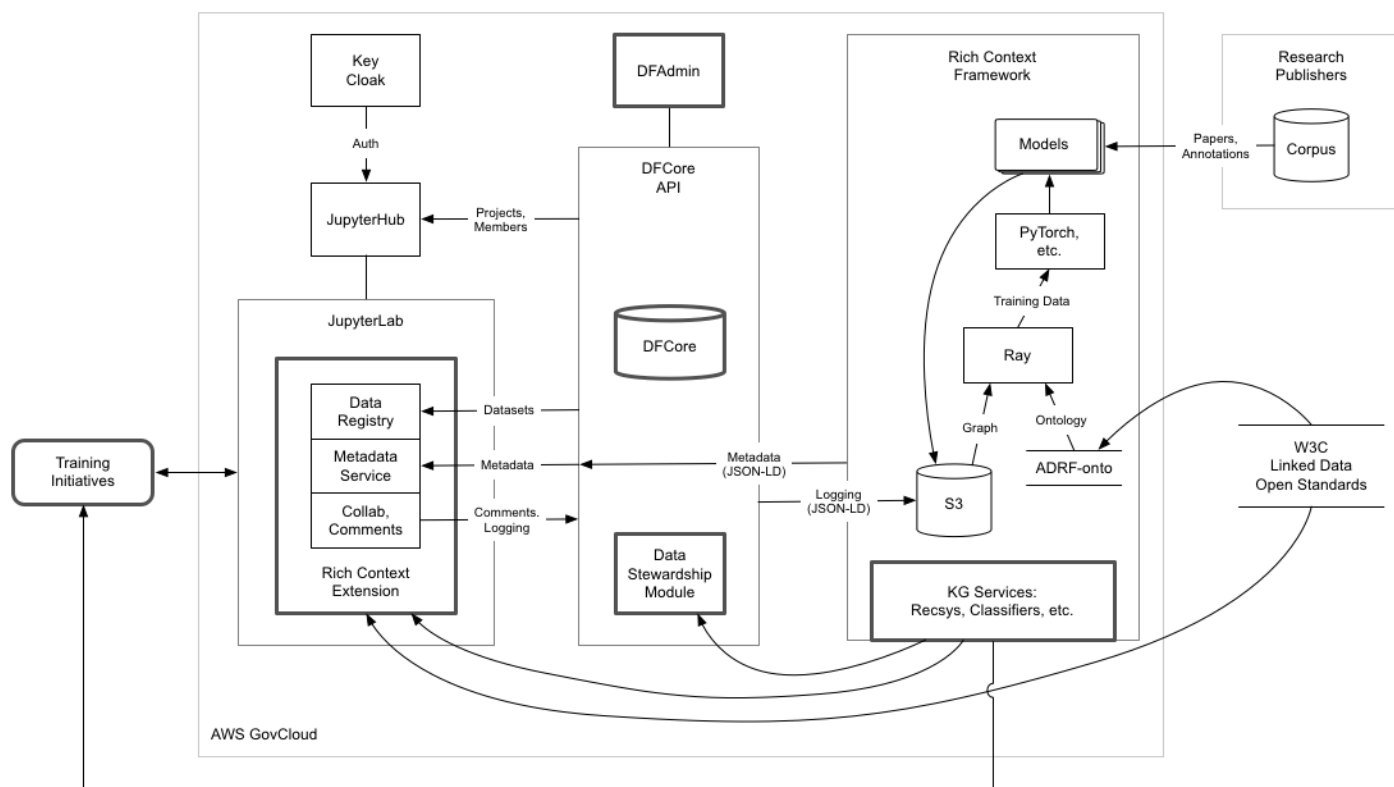 Key
Cloak
Auth
JupyterHub
JupyterLab
Data
Registry
Metadata
Service
Collab,
Comments
Rich Context
Extension
Training
Initiatives
AWS GovCloud
DFAdmin
DFCore
API
Projects,
Members
DFCore
Datasets
Metadata
Comments.
Logging
Data
Stewardship
Module
Metadata
(JSON-LD)
Logging
(JSON-LD)
Rich Context
Framework
Models
PyTorch,
etc.
Training Data
Ray
Graph
Ontology
ADRF-onto
S3
KG Services:
Recsys, Classifiers, etc.
Research
Publishers
Corpus
Papers,
Annotations
W3C
Linked Data
Open Standards